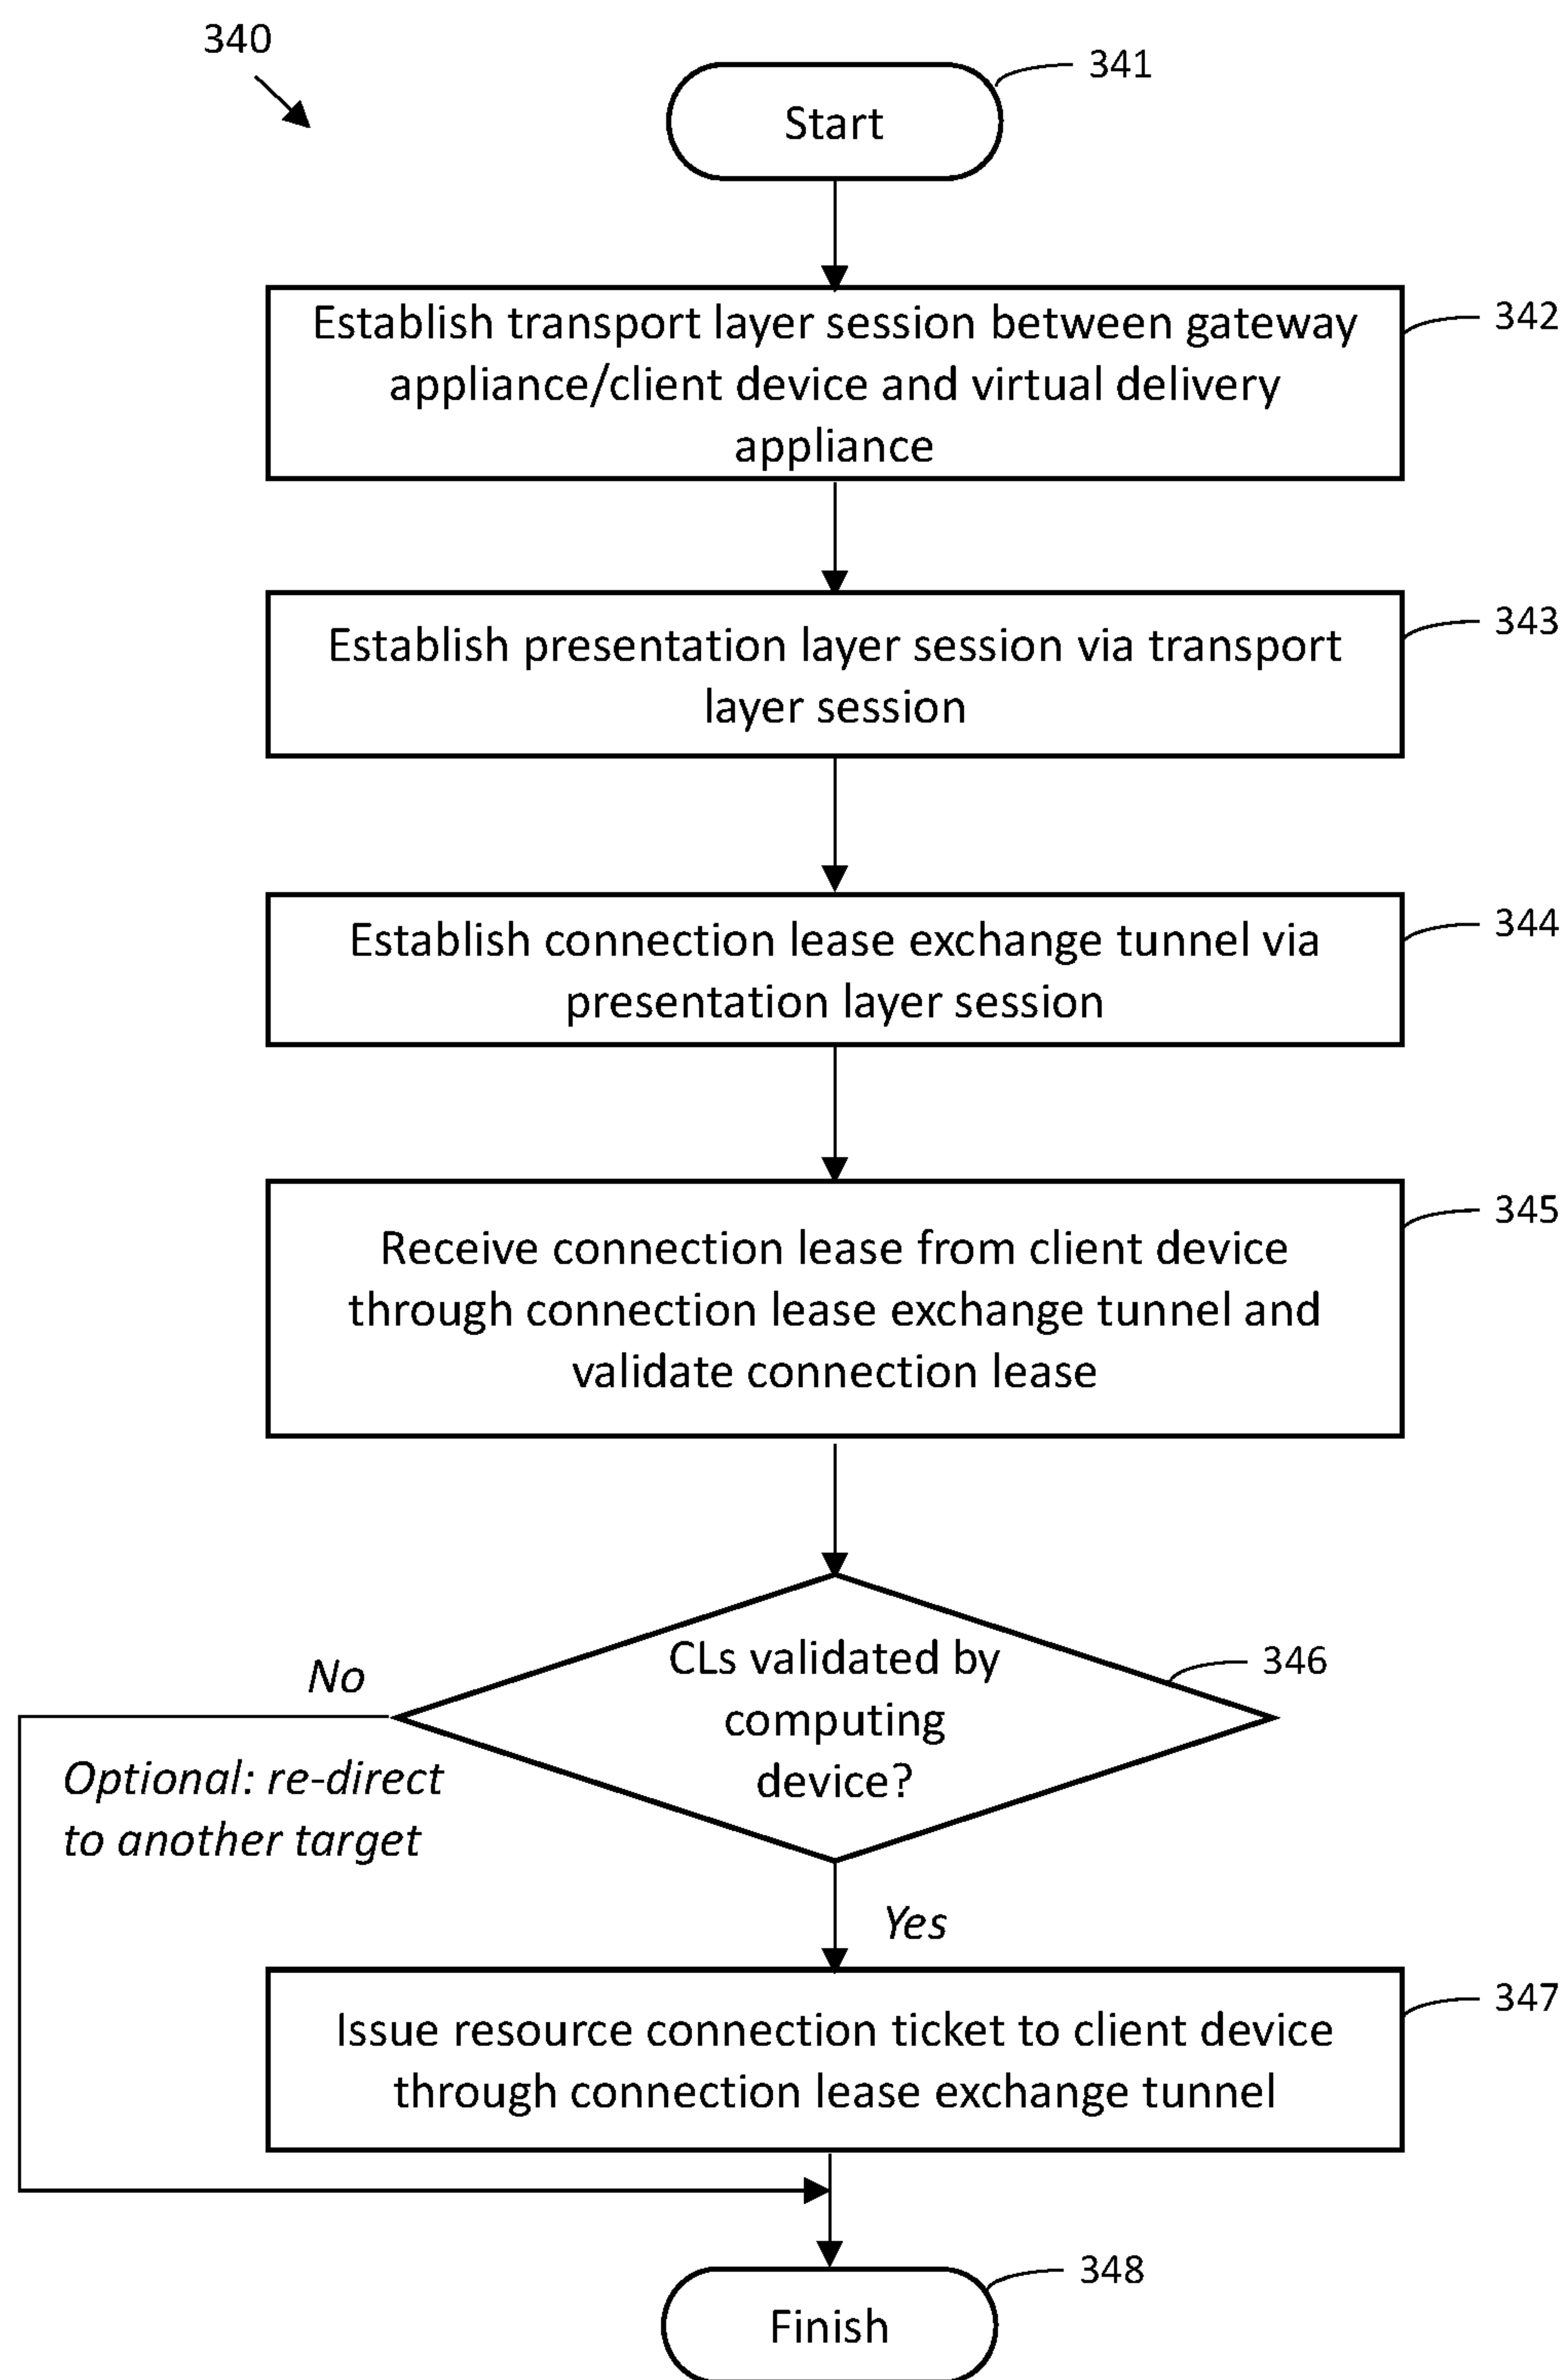 340
341
Start
Establish transport layer session between gateway
appliance/client device and virtual delivery
appliance
342
Establish presentation layer session via transport
layer session
343
Establish connection lease exchange tunnel via
presentation layer session
344
Receive connection lease from client device
through connection lease exchange tunnel and
validate connection lease
345
CLs validated by
computing
device?
346
No
Optional: re-direct
to another target
Yes
Issue resource connection ticket to client device
through connection lease exchange tunnel
347
348
Finish